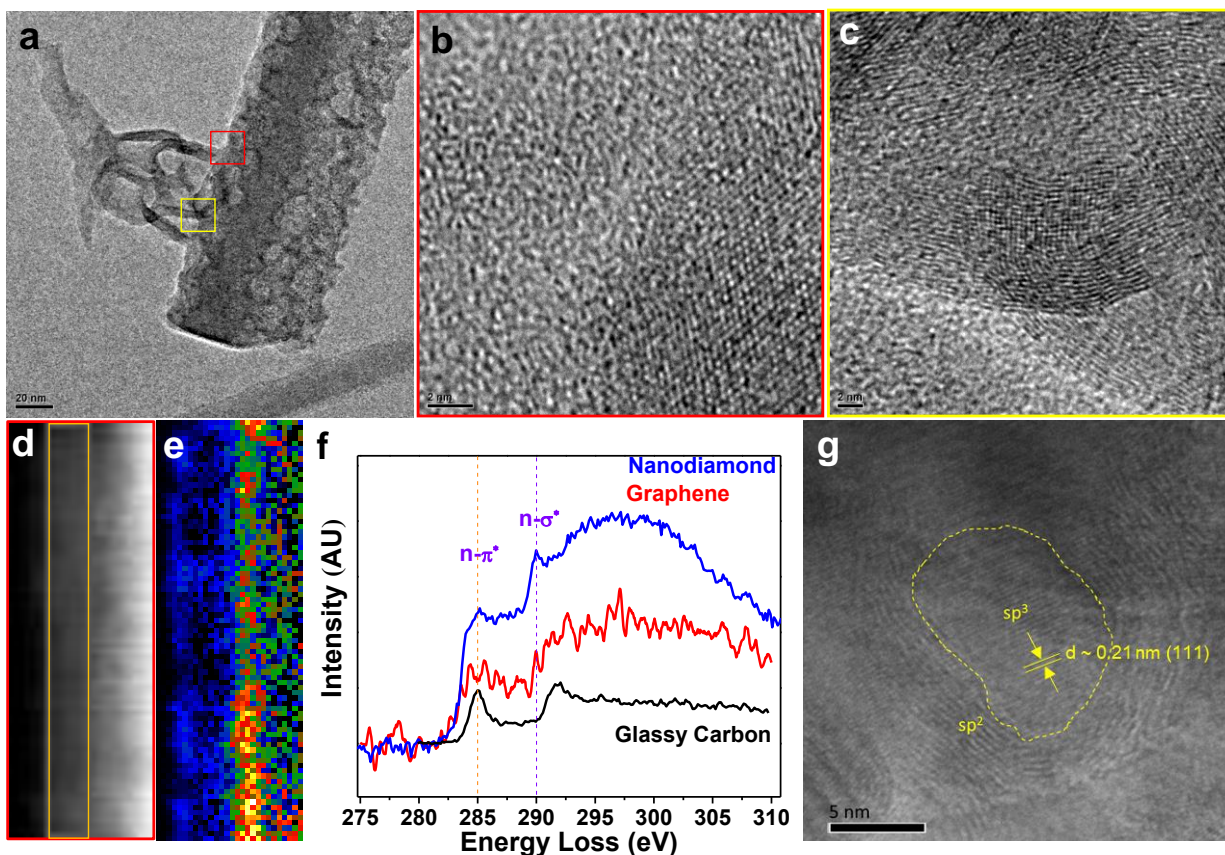 a
20 nm
b
2 nm
c
2 nm
d
e
f
Nanodiamond
Graphene
n-σ*
n-π*
Glassy Carbon
Intensity (AU)
275 280 285 290 295 300 305 310
Energy Loss (eV)
g
sp³
d ~ 0.21 nm (111)
sp²
5 nm